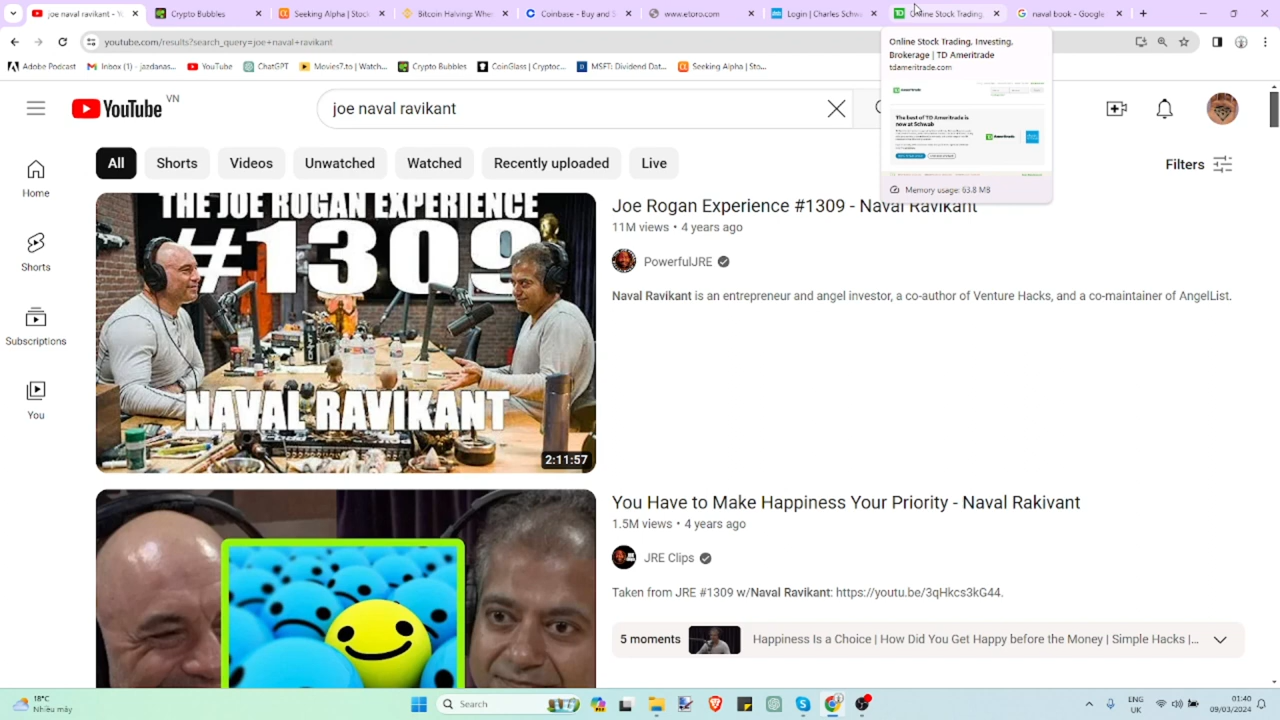 joe naval ravikant - Y
Crypto Bubbles
Seeking Alpha | Stock
Bitcoin Halving: Whe
Coinbase - Buy and S
www.etoro.com
Login | Charles Schwa
Online Stock Trading,
naval book - Google
youtube.com/results?search_query=joe+naval+ravikant
Adobe Podcast
Inbox (1) - jazdanas...
YouTube
Movies7.to | Watch...
Crypto Bubbles
CoinGlass | Crypto...
MSFTi Dividend Dat...
Seeking Alpha | Sto...
Online Stock Trading, Investing,
Brokerage | TD Ameritrade
tdameritrade.com
The best of TD Ameritrade is
now at Schwab
Memory usage: 63.8 MB
YouTube VN
joe naval ravikant
All
Shorts
Videos
Unwatched
Watched
Recently uploaded
Filters
Home
Shorts
Subscriptions
You
THE JOE ROGAN EXPERIENCE
#1309
NAVAL RAVIKANT
2:11:57
Joe Rogan Experience #1309 - Naval Ravikant
11M views • 4 years ago
PowerfulJRE
Naval Ravikant is an entrepreneur and angel investor, a co-author of Venture Hacks, and a co-maintainer of AngelList.
You Have to Make Happiness Your Priority - Naval Rakivant
1.5M views • 4 years ago
JRE Clips
Taken from JRE #1309 w/Naval Ravikant: https://youtu.be/3qHkcs3kG44.
5 moments
Happiness Is a Choice | How Did You Get Happy before the Money | Simple Hacks |...
18°C
Nhiều mây
Search
ENG
UK
01:40
09/03/2024